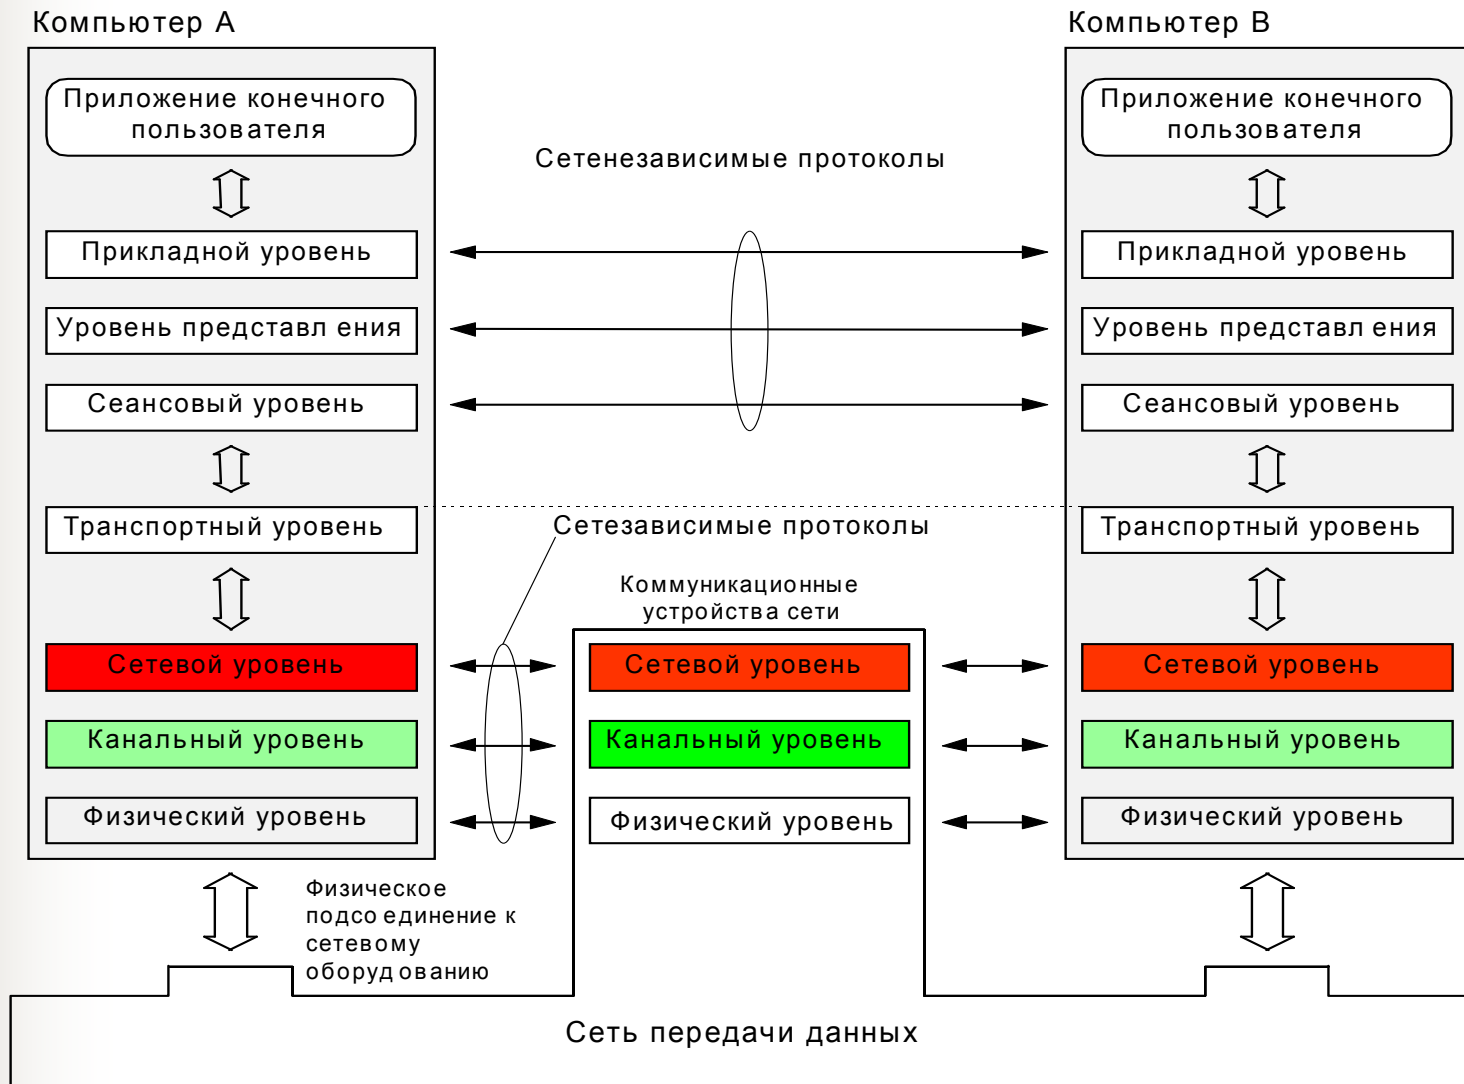 Компьютер A
Компьютер B
Приложение конечного
пользователя
Приложение конечного
пользователя
Сетенезависимые протоколы
Прикладной уровень
Прикладной уровень
Уровень представл ения
Уровень представл ения
Сеансовый уровень
Сеансовый уровень
Транспортный уровень
Сетезависимые протоколы
Транспортный уровень
Коммуникационные
устройства сети
Сетевой уровень
Сетевой уровень
Сетевой уровень
Канальный уровень
Канальный уровень
Канальный уровень
Физический уровень
Физический уровень
Физический уровень
Физическое
подсо единение к
сетевому
оборуд ованию
Сеть передачи данных